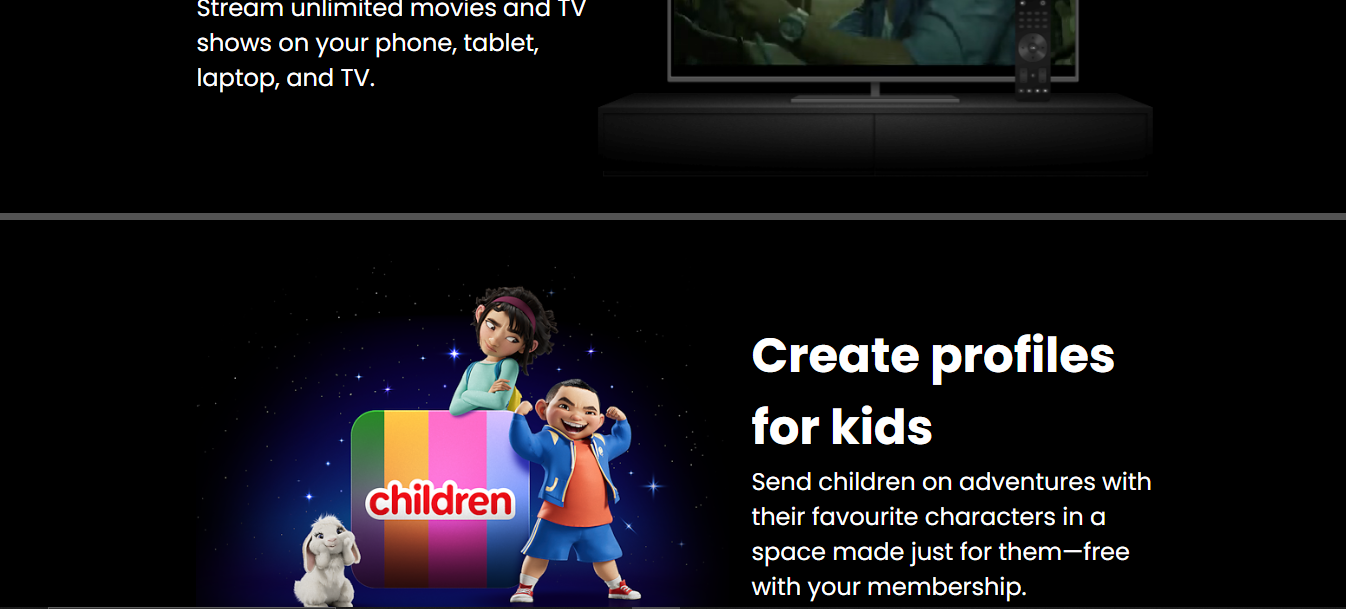 Stream unlimited movies and TV
shows on your phone, tablet,
laptop, and TV.
children
Create profiles
for kids
Send children on adventures with
their favourite characters in a
space made just for them—free
with your membership.